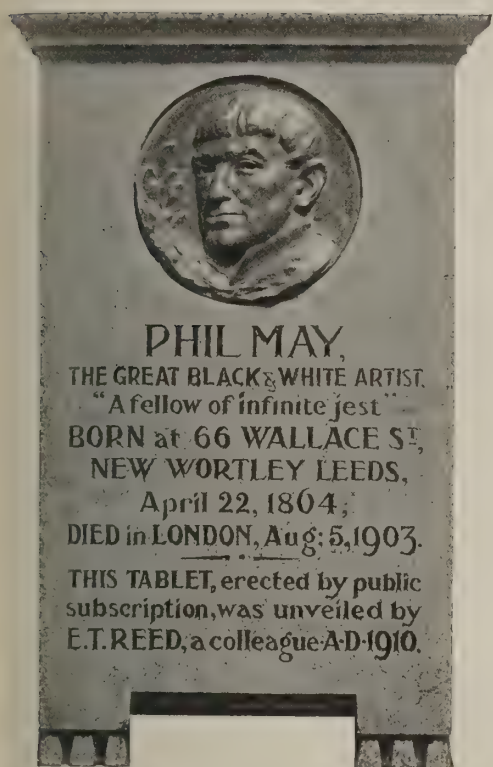 PHIL MAY,
THE GREAT BLACK & WHITE ARTIST.
"A fellow of infinite jest"
BORN at 66 WALLACE ST,
NEW WORTLEY LEEDS,
April 22, 1864;
DIED in LONDON, Aug: 5, 1903.
THIS TABLET, erected by public
subscription, was unveiled by
E.T. REED, a colleague·A·D·1910.